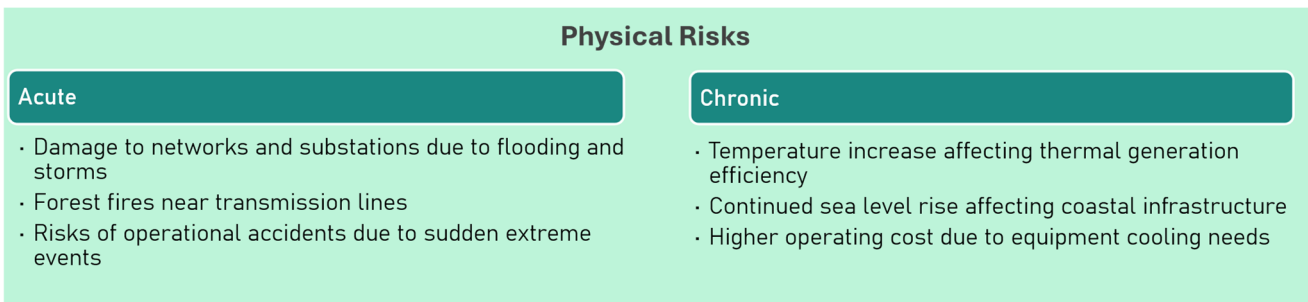 Physical Risks
Acute
· Damage to networks and substations due to flooding and
storms
· Forest fires near transmission lines
· Risks of operational accidents due to sudden extreme
events
Chronic
· Temperature increase affecting thermal generation
efficiency
· Continued sea level rise affecting coastal infrastructure
· Higher operating cost due to equipment cooling needs